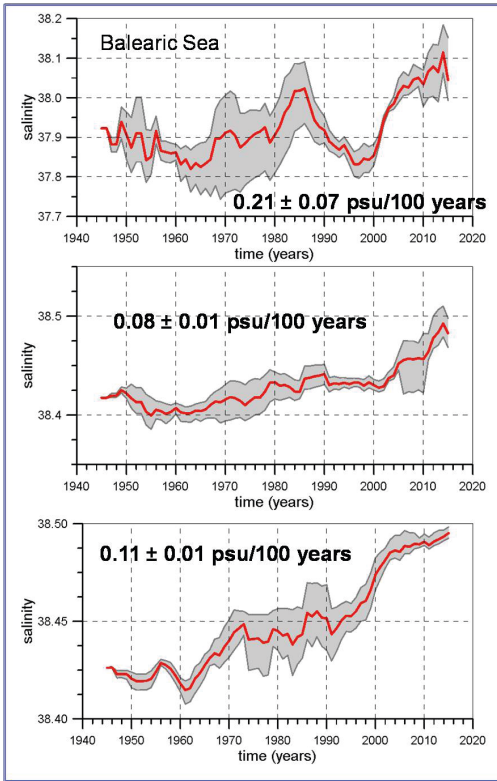 38.2
Balearic Sea
38.1
38.0
salinity
37.9
37.8
0.21 ± 0.07 psu/100 years
37.7
1940 1950 1960 1970 1980 1990 2000 2010 2020
time (years)
38.5
0.08 ± 0.01 psu/100 years
salinity
38.4
1940 1950 1960 1970 1980 1990 2000 2010 2020
time (years)
38.50
0.11 ± 0.01 psu/100 years
38.45
salinity
38.40
1940 1950 1960 1970 1980 1990 2000 2010 2020
time (years)